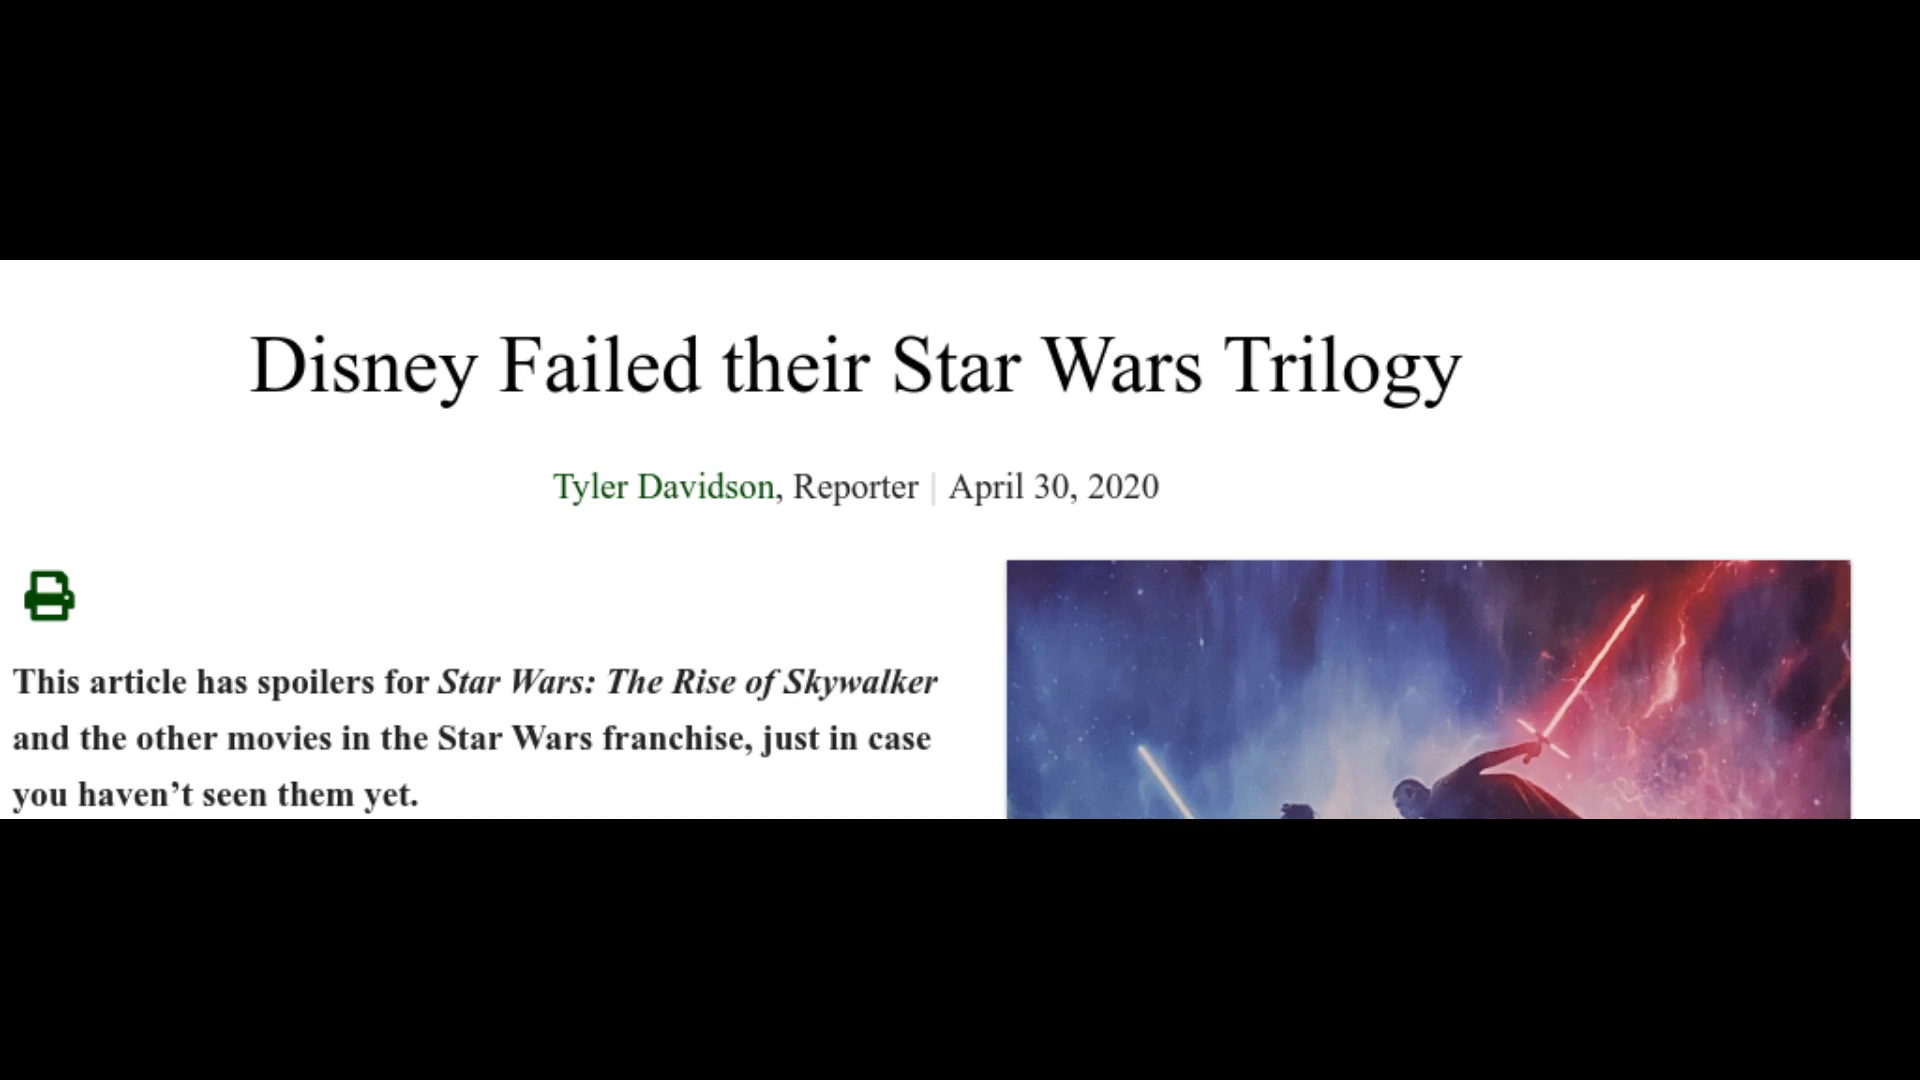 Disney Failed their Star Wars Trilogy
Tyler Davidson, Reporter | April 30, 2020
This article has spoilers for Star Wars: The Rise of Skywalker
and the other movies in the Star Wars franchise, just in case
you haven’t seen them yet.